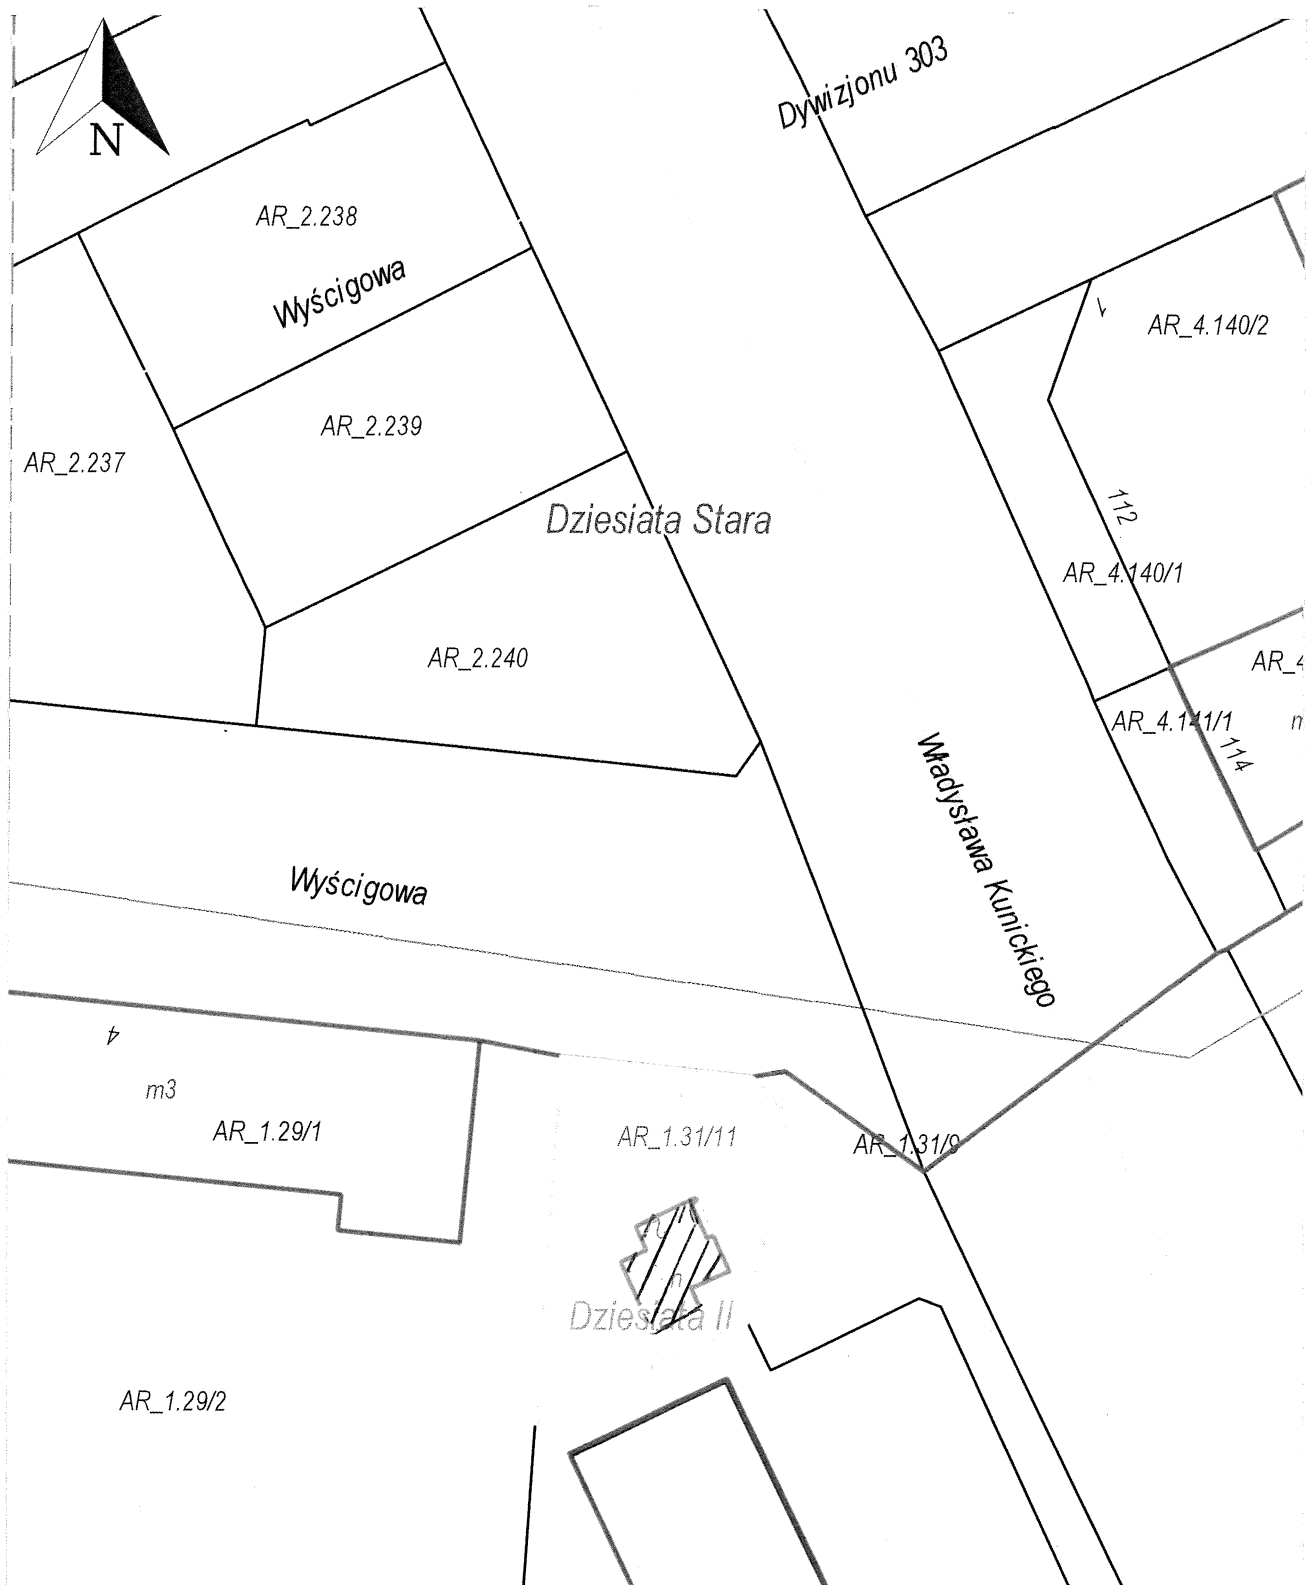 Dywizjonu 303
N
AR_2.238
Wyścigowa
AR_4.140/2
1
AR_2.239
AR_2.237
112
Dziesiata Stara
AR_4.140/1
AR_2.240
AR_4
AR_4.141/1
m
114
Władysława Kunickiego
Wyścigowa
4
m3
AR_1.29/1
AR_1.31/11
AR_1.31/9
n
Dziesiata II
AR_1.29/2